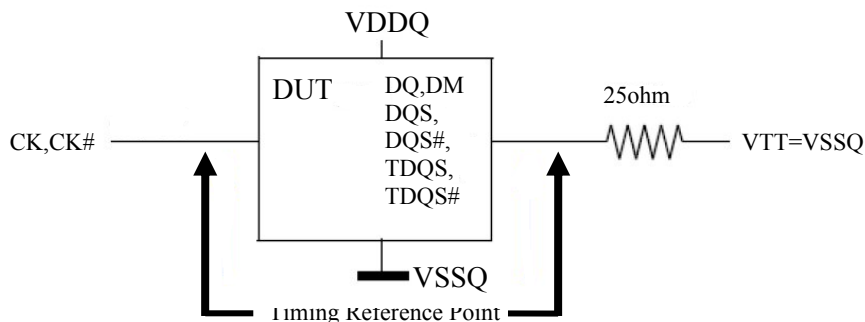 VDDQ
DUT
DQ,DM
DQS,
DQS#,
TDQS,
TDQS#
25ohm
CK,CK#
VTT=VSSQ
VSSQ
Timing Reference Point